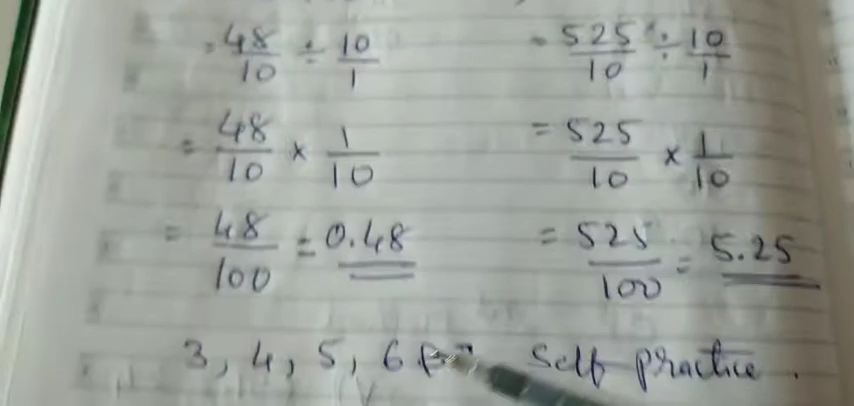 = 48/10 ÷ 10/1
= 48/10 × 1/10
= 48/100 = 0.48
= 525/10 ÷ 10/1
= 525/10 × 1/10
= 525/100 = 5.25
3, 4, 5, 6 Self practice.